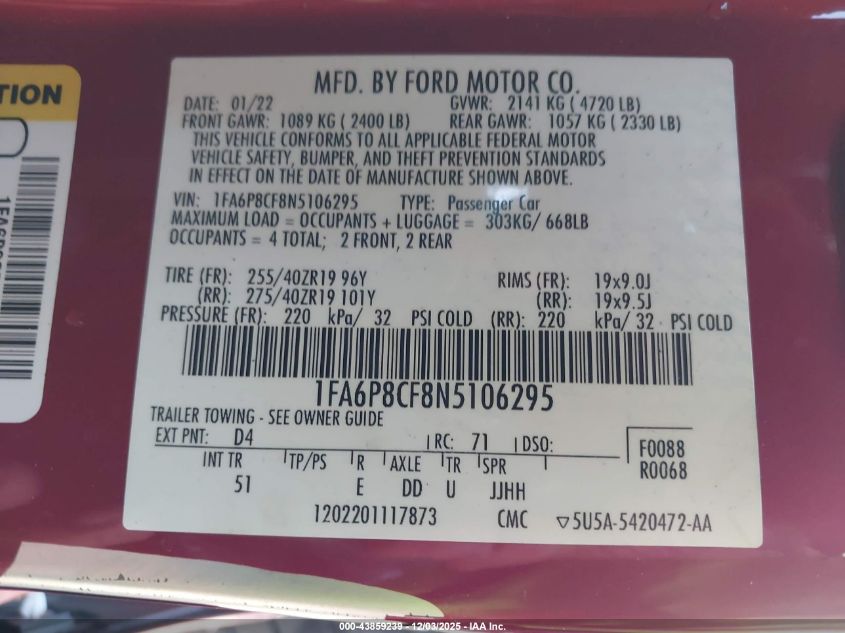 TION
MFD. BY FORD MOTOR CO.
DATE: 01/22 GVWR: 2141 KG ( 4720 LB)
FRONT GAWR: 1089 KG ( 2400 LB) REAR GAWR: 1057 KG ( 2330 LB)
THIS VEHICLE CONFORMS TO ALL APPLICABLE FEDERAL MOTOR
VEHICLE SAFETY, BUMPER, AND THEFT PREVENTION STANDARDS
IN EFFECT ON THE DATE OF MANUFACTURE SHOWN ABOVE.
VIN: 1FA6P8CF8N5106295 TYPE: Passenger Car
MAXIMUM LOAD = OCCUPANTS + LUGGAGE = 303KG/ 668LB
OCCUPANTS = 4 TOTAL; 2 FRONT, 2 REAR
TIRE (FR): 255/40ZR19 96Y RIMS (FR): 19x9.0J
(RR): 275/40ZR19 101Y (RR): 19x9.5J
PRESSURE (FR): 220 kPa/ 32 PSI COLD (RR): 220 kPa/ 32 PSI COLD
1FA6P8CF8N5106295
TRAILER TOWING - SEE OWNER GUIDE
EXT PNT: D4 RC: 71 DSO: F0088
R0068
INT TR TP/PS R AXLE TR SPR
51 E DD U JJHH
1202201117873 CMC ▽5U5A-5420472-AA
000-43859239 - 12/03/2025 - IAA Inc.